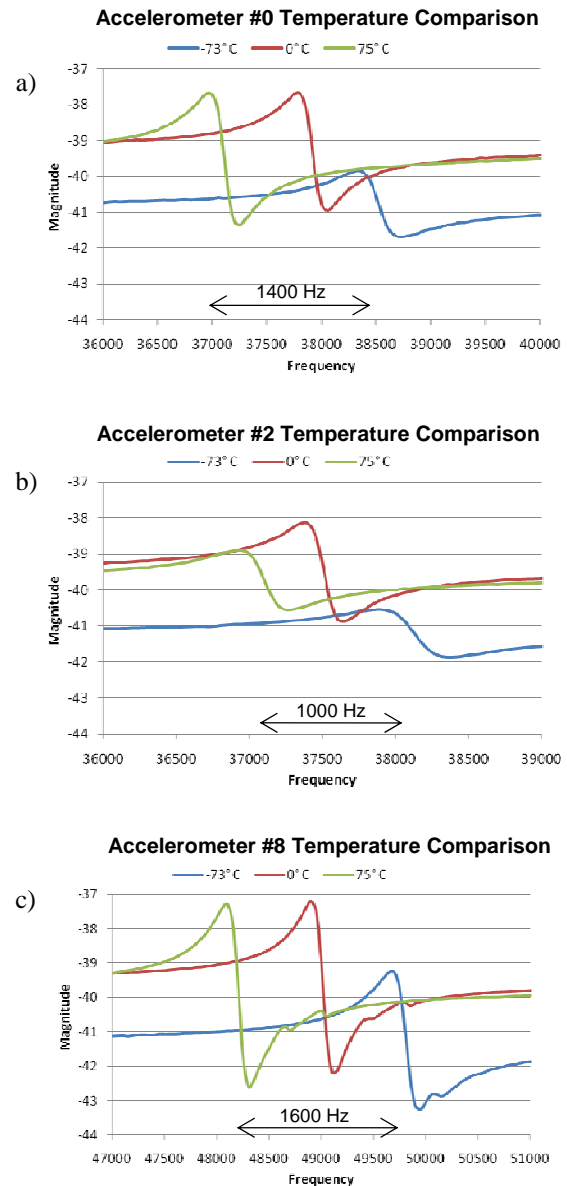 Accelerometer #0 Temperature Comparison
-73°C 0°C 75°C
a)
-37
-38
-39
-40
-41
-42
-43
-44
Magnitude
1400 Hz
36000 36500 37000 37500 38000 38500 39000 39500 40000
Frequency
Accelerometer #2 Temperature Comparison
-73°C 0°C 75°C
b)
-37
-38
-39
-40
-41
-42
-43
-44
Magnitude
1000 Hz
36000 36500 37000 37500 38000 38500 39000
Frequency
Accelerometer #8 Temperature Comparison
-73°C 0°C 75°C
c)
-37
-38
-39
-40
-41
-42
-43
-44
Magnitude
1600 Hz
47000 47500 48000 48500 49000 49500 50000 50500 51000
Frequency